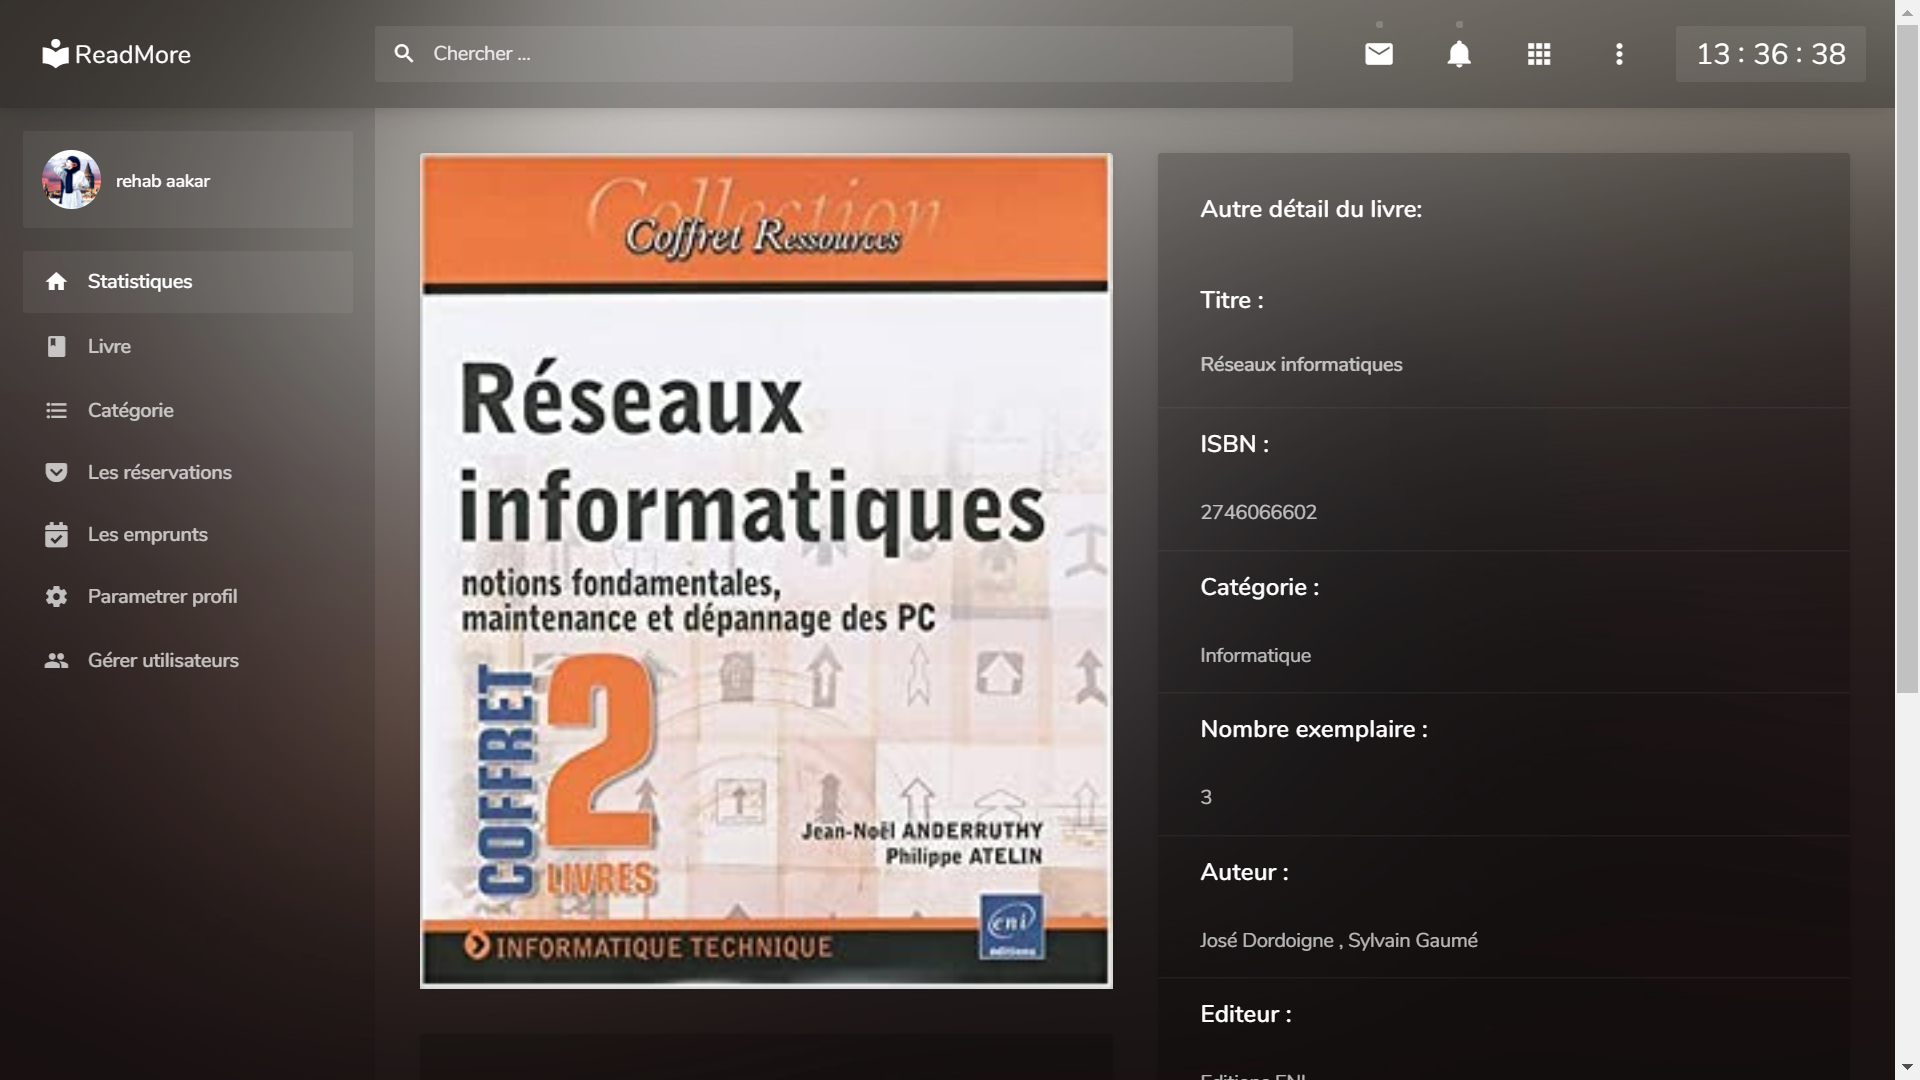 ReadMore
Chercher ...
13 : 36 : 38
rehab aakar
Statistiques
Livre
Catégorie
Les réservations
Les emprunts
Parametrer profil
Gérer utilisateurs
Collection
Coffret Ressources
Réseaux
informatiques
notions fondamentales,
maintenance et dépannage des PC
COFFRET
2
LIVRES
Jean-Noël ANDERRUTHY
Philippe ATELIN
eni
editions
INFORMATIQUE TECHNIQUE
Autre détail du livre:
Titre :
Réseaux informatiques
ISBN :
2746066602
Catégorie :
Informatique
Nombre exemplaire :
3
Auteur :
José Dordoigne , Sylvain Gaumé
Editeur :
Editions ENI